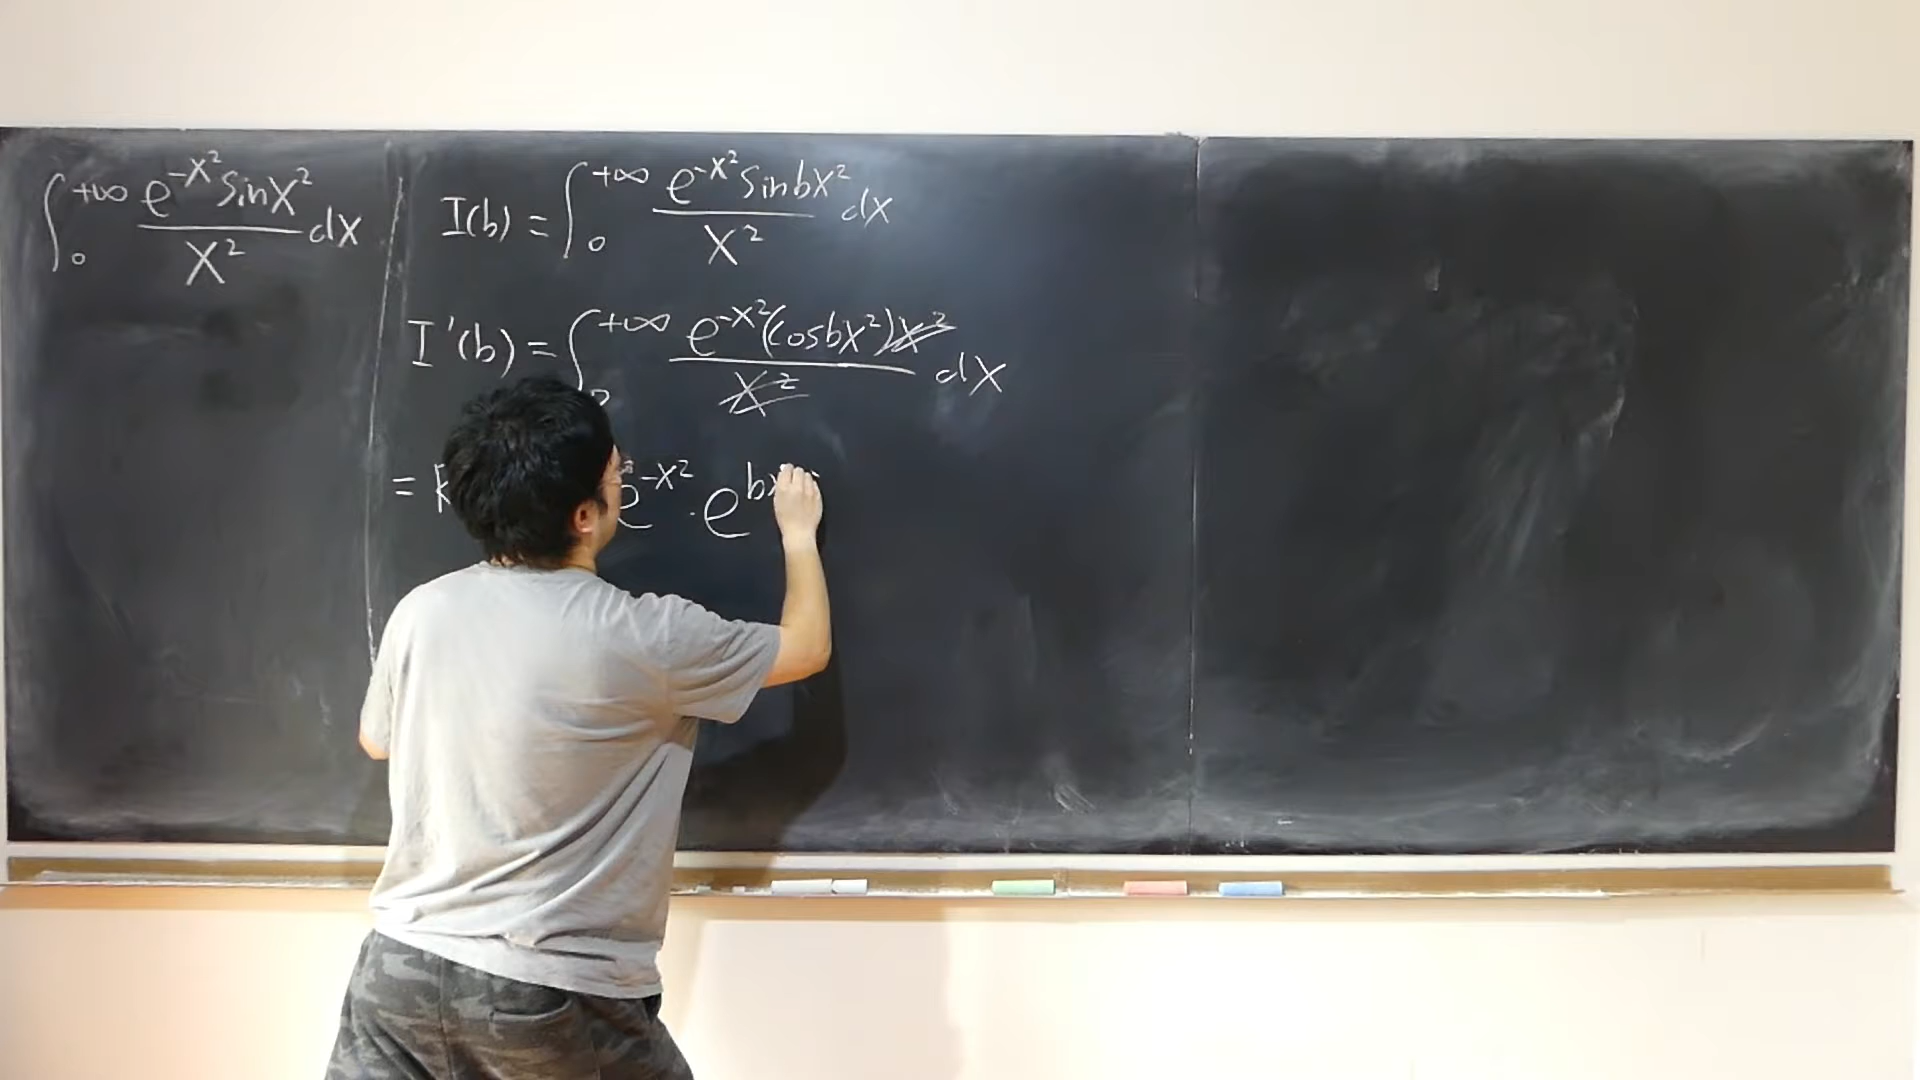 ∫₀^{+∞} e^{-x²} sinx² / x² dx
I(b) = ∫₀^{+∞} e^{-x²} sinbx² / x² dx
I'(b) = ∫₀^{+∞} e^{-x²}(cosbx²)x² / x² dx
= e^{-x²} · e^{bx